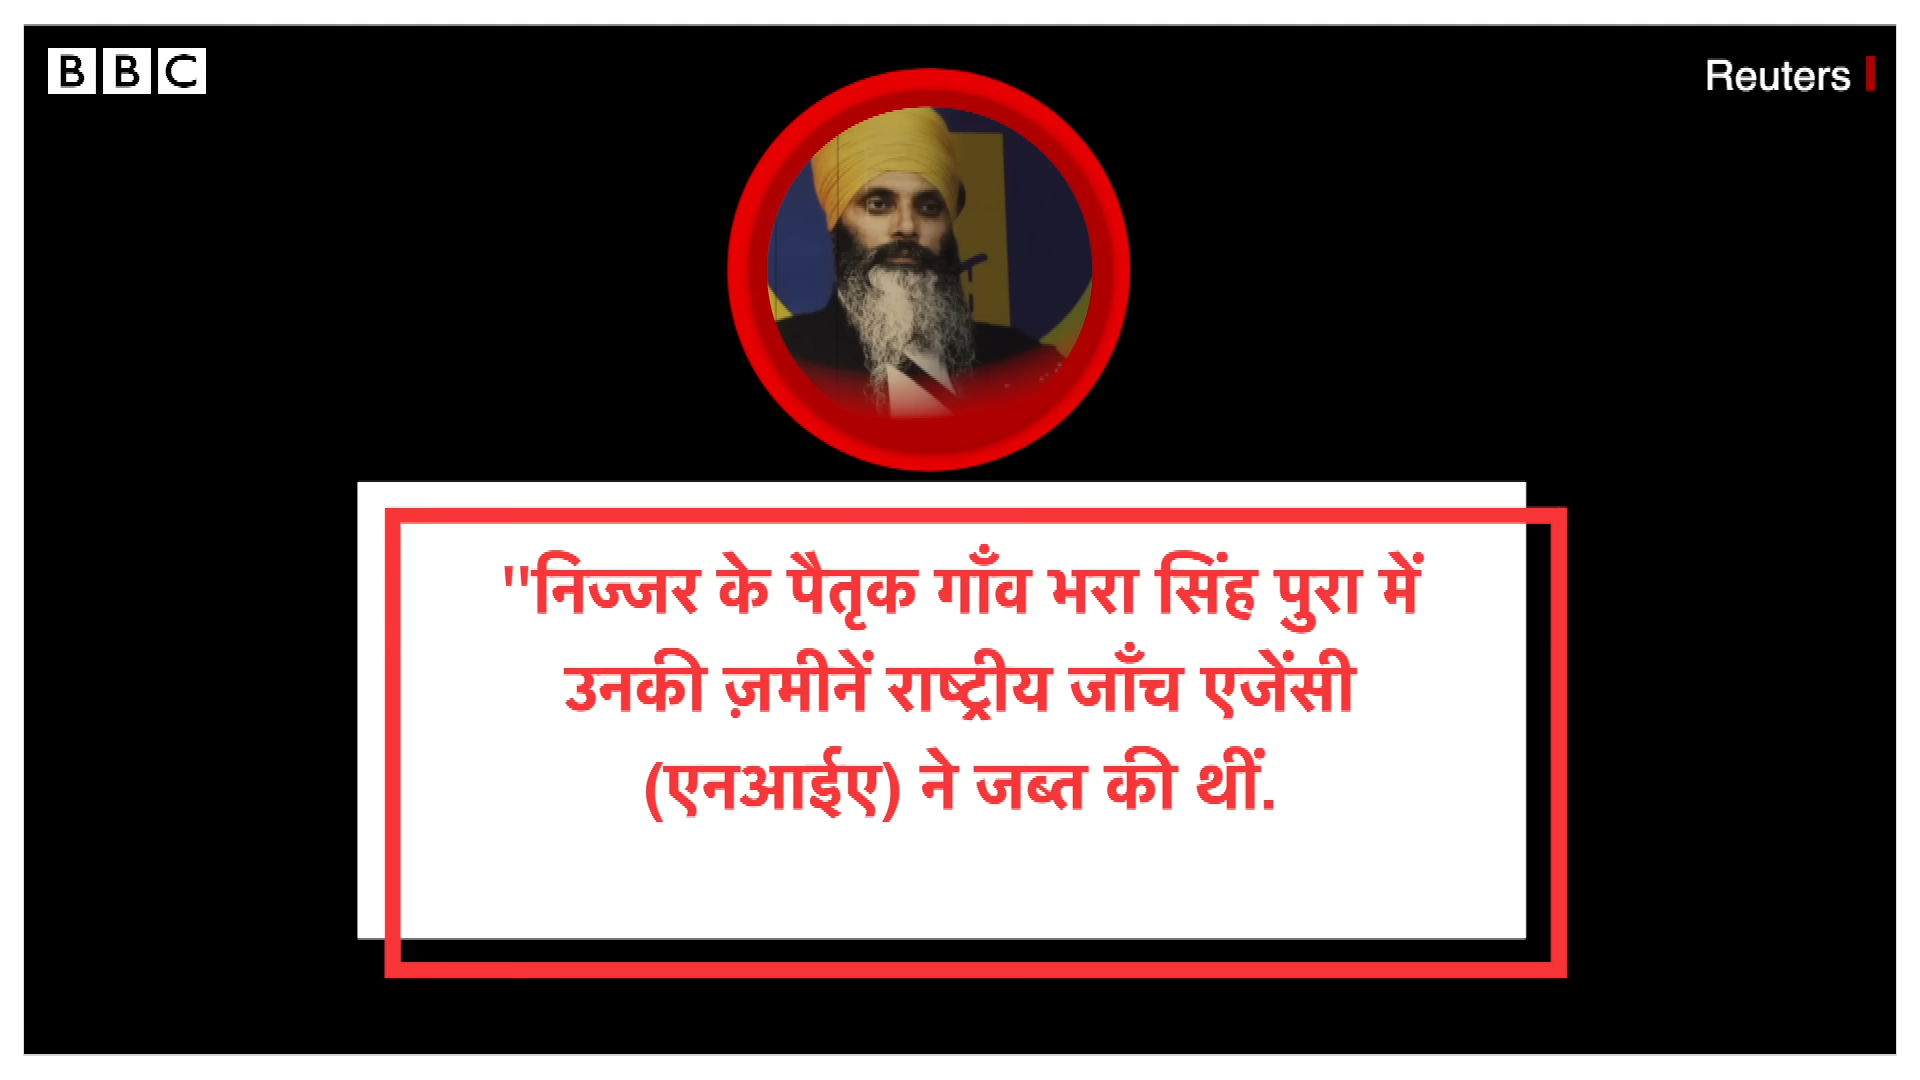 BBC
Reuters
"निज्जर के पैतृक गाँव भरा सिंह पुरा में
उनकी ज़मीनें राष्ट्रीय जाँच एजेंसी
(एनआईए) ने जब्त की थीं.